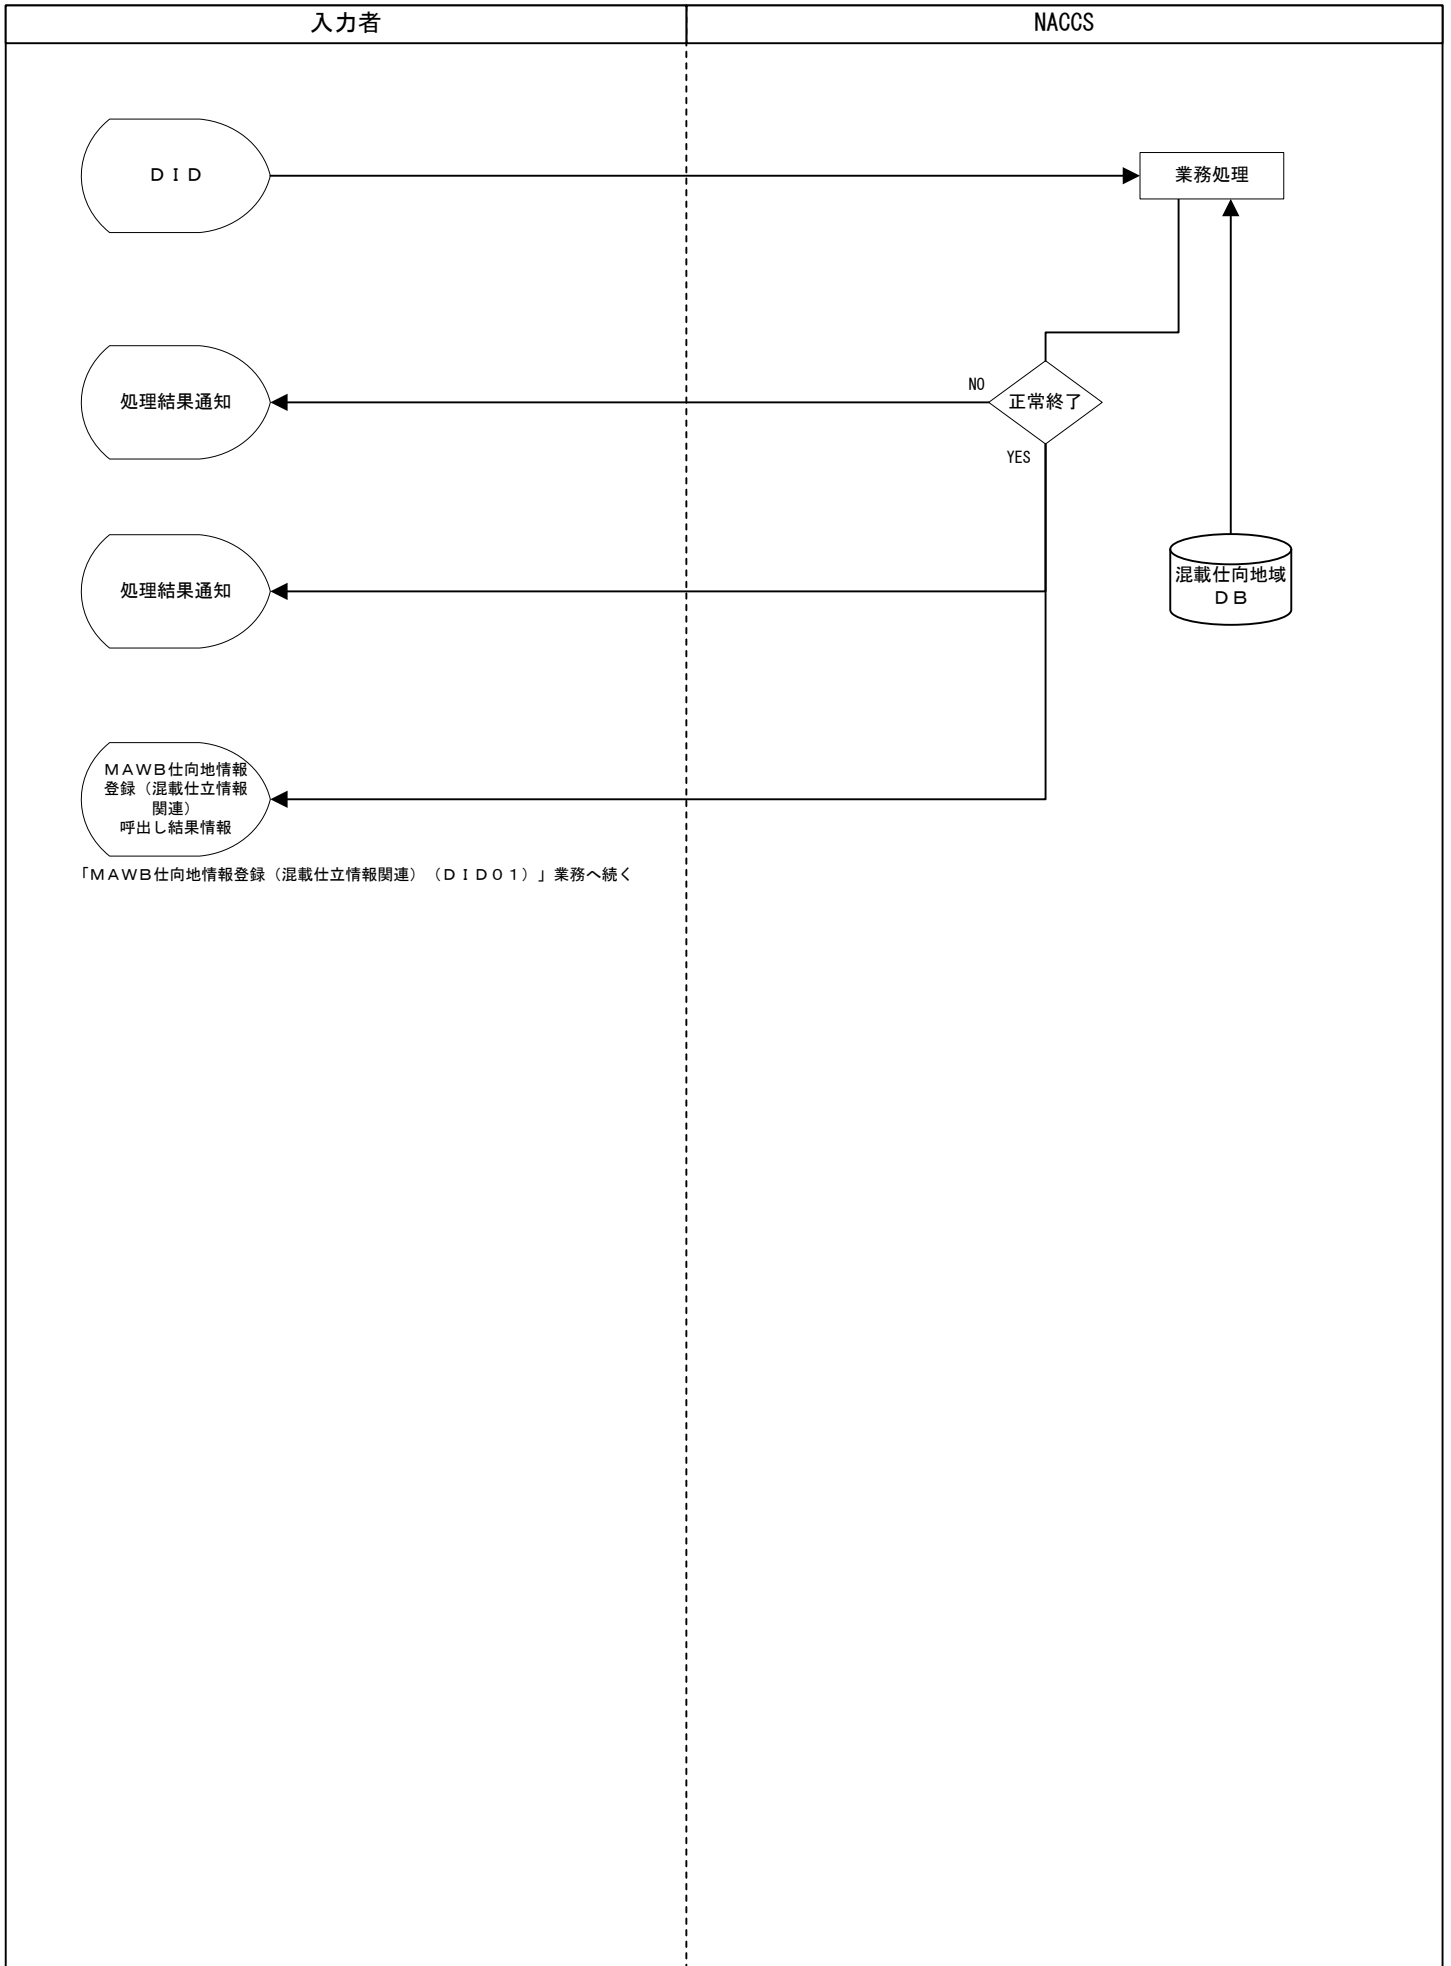 入力者
NACCS
ＤＩＤ
業務処理
処理結果通知
NO
正常終了
YES
処理結果通知
混載仕向地域
ＤＢ
ＭＡＷＢ仕向地情報
登録（混載仕立情報
関連）
呼出し結果情報
「ＭＡＷＢ仕向地情報登録（混載仕立情報関連）（ＤＩＤ０１）」業務へ続く